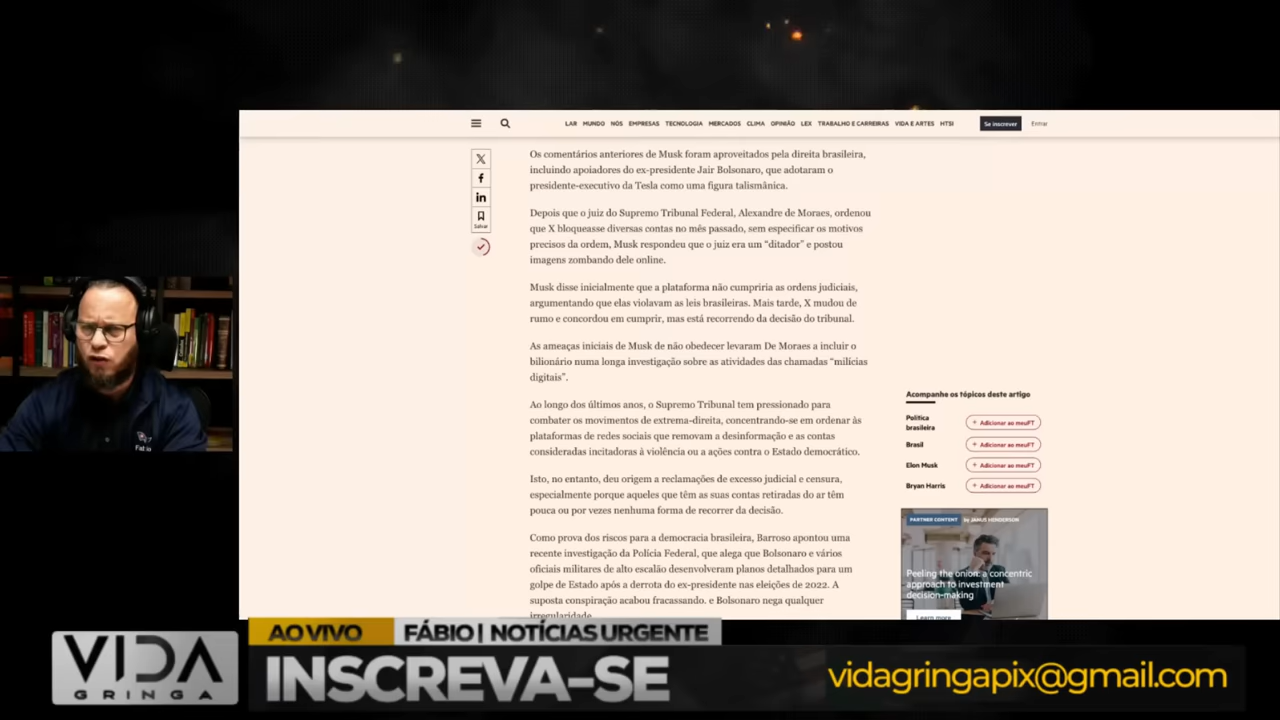 LAR MUNDO NÓS EMPRESAS TECNOLOGIA MERCADOS CLIMA OPINIÃO LEX TRABALHO E CARREIRAS VIDA E ARTES HTSI
Se inscrever
Entrar
Salvar
Os comentários anteriores de Musk foram aproveitados pela direita brasileira,
incluindo apoiadores do ex-presidente Jair Bolsonaro, que adotaram o
presidente-executivo da Tesla como uma figura talismânica.
Depois que o juiz do Supremo Tribunal Federal, Alexandre de Moraes, ordenou
que X bloqueasse diversas contas no mês passado, sem especificar os motivos
precisos da ordem, Musk respondeu que o juiz era um “ditador” e postou
imagens zombando dele online.
Musk disse inicialmente que a plataforma não cumpriria as ordens judiciais,
argumentando que elas violavam as leis brasileiras. Mais tarde, X mudou de
rumo e concordou em cumprir, mas está recorrendo da decisão do tribunal.
As ameaças iniciais de Musk de não obedecer levaram De Moraes a incluir o
bilionário numa longa investigação sobre as atividades das chamadas “milícias
digitais”.
Ao longo dos últimos anos, o Supremo Tribunal tem pressionado para
combater os movimentos de extrema-direita, concentrando-se em ordenar às
plataformas de redes sociais que removam a desinformação e as contas
consideradas incitadoras à violência ou a ações contra o Estado democrático.
Isto, no entanto, deu origem a reclamações de excesso judicial e censura,
especialmente porque aqueles que têm as suas contas retiradas do ar têm
pouca ou por vezes nenhuma forma de recorrer da decisão.
Como prova dos riscos para a democracia brasileira, Barroso apontou uma
recente investigação da Polícia Federal, que alega que Bolsonaro e vários
oficiais militares de alto escalão desenvolveram planos detalhados para um
golpe de Estado após a derrota do ex-presidente nas eleições de 2022. A
suposta conspiração acabou fracassando. e Bolsonaro nega qualquer
irregularidade.
Acompanhe os tópicos deste artigo
Política
brasileira
+ Adicionar ao meuFT
Brasil
+ Adicionar ao meuFT
Elon Musk
+ Adicionar ao meuFT
Bryan Harris
+ Adicionar ao meuFT
PARTNER CONTENT by JANUS HENDERSON
Peeling the onion: a concentric
approach to investment
decision-making
Learn more
VIDA
GRINGA
AO VIVO
FÁBIO | NOTÍCIAS URGENTE
INSCREVA-SE
vidagringapix@gmail.com